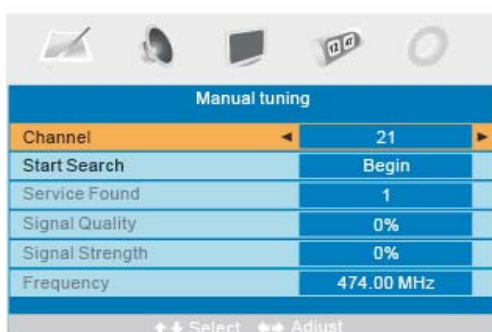 Manual tuning
Channel 21
Start Search Begin
Service Found 1
Signal Quality 0%
Signal Strength 0%
Frequency 474.00 MHz
Select Adjust